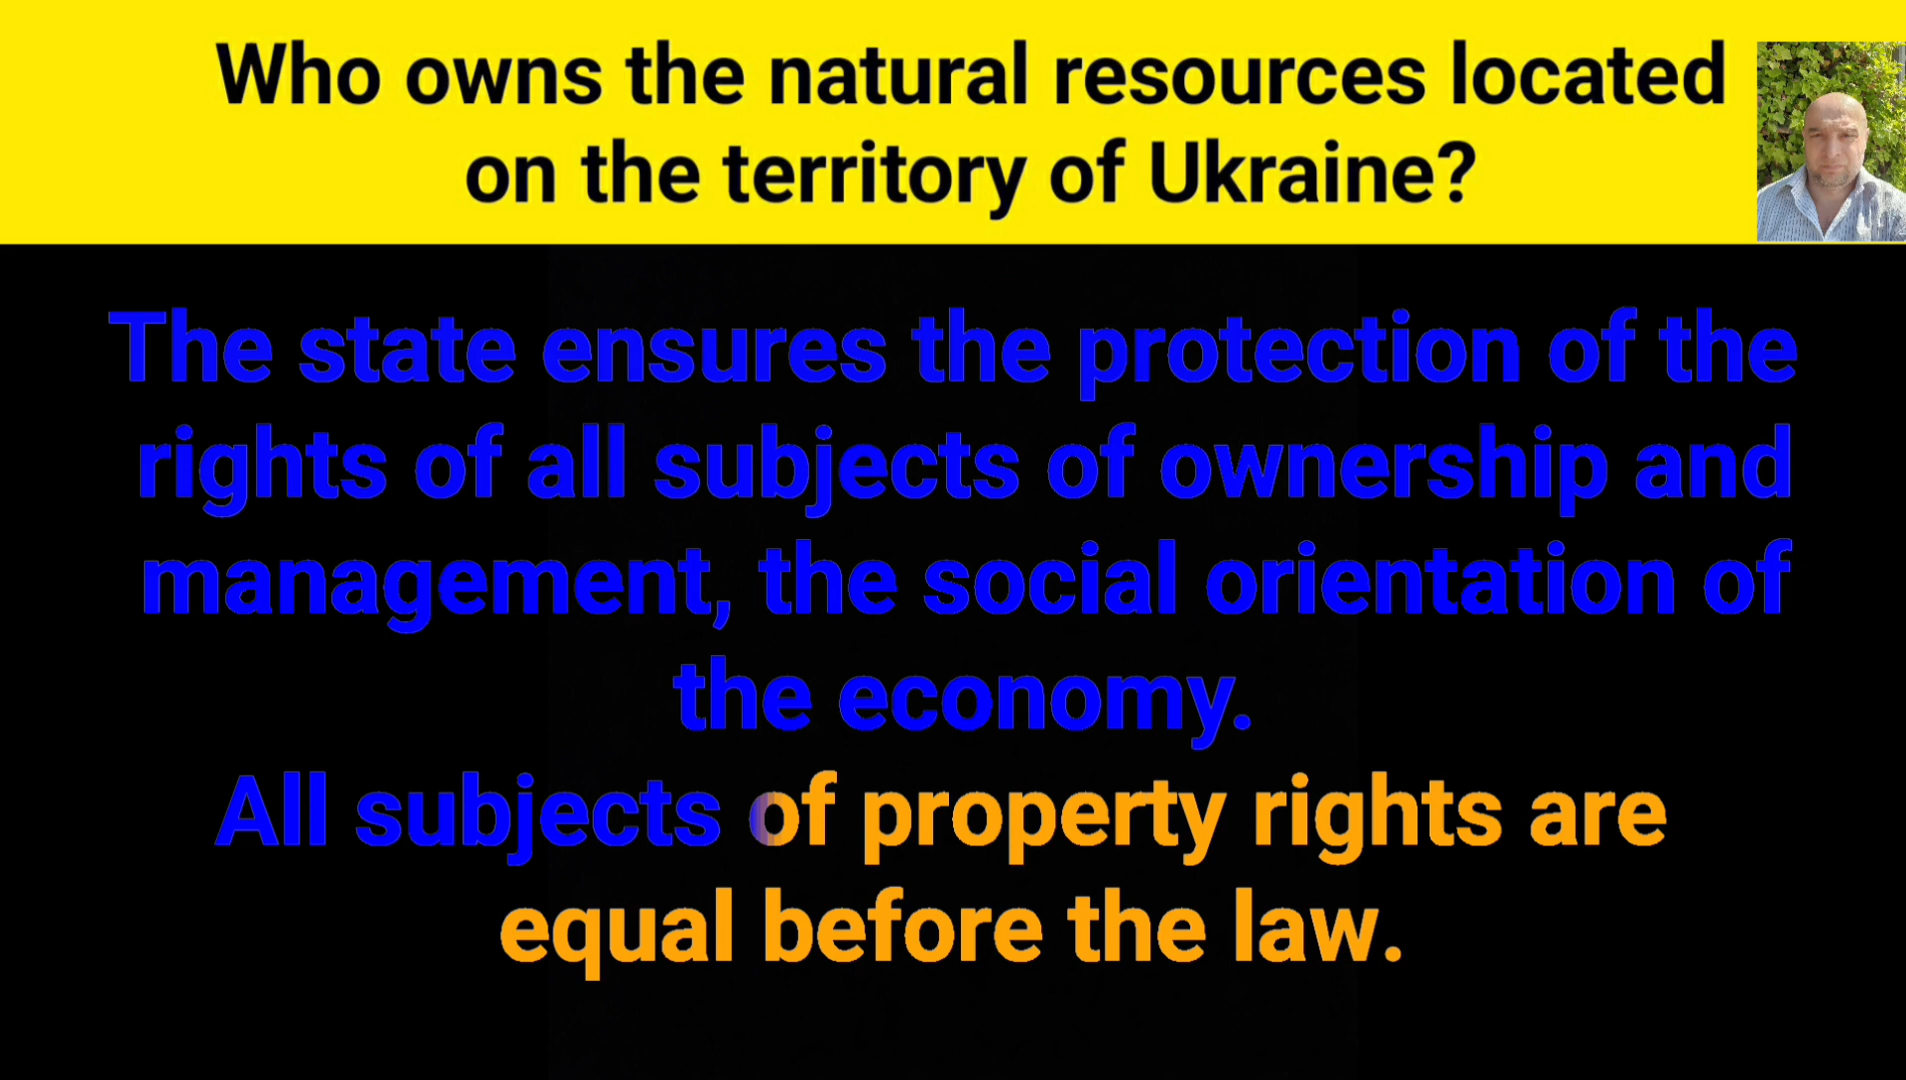 Who owns the natural resources located
on the territory of Ukraine?
The state ensures the protection of the
rights of all subjects of ownership and
management, the social orientation of
the economy.
All subjects of property rights are
equal before the law.